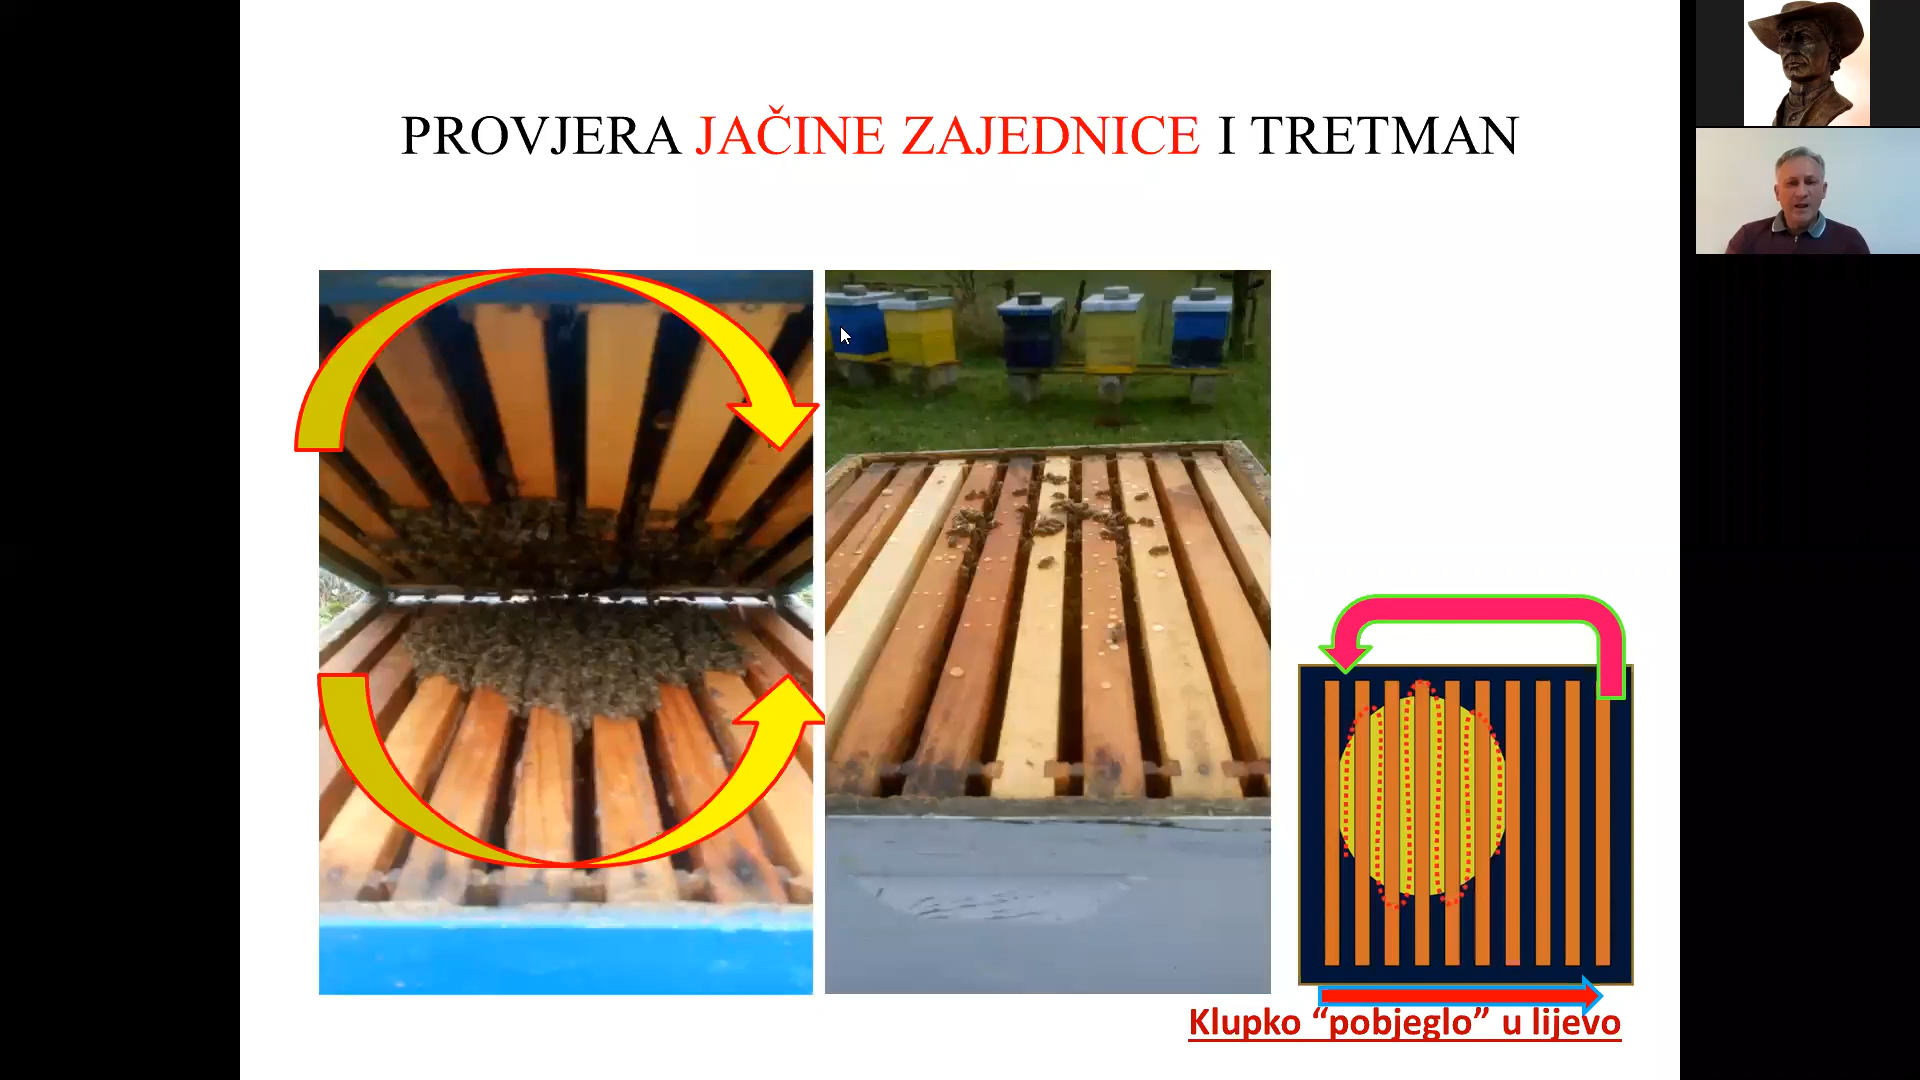 PROVJERA JAČINE ZAJEDNICE I TRETMAN
Klupko “pobjeglo” u lijevo